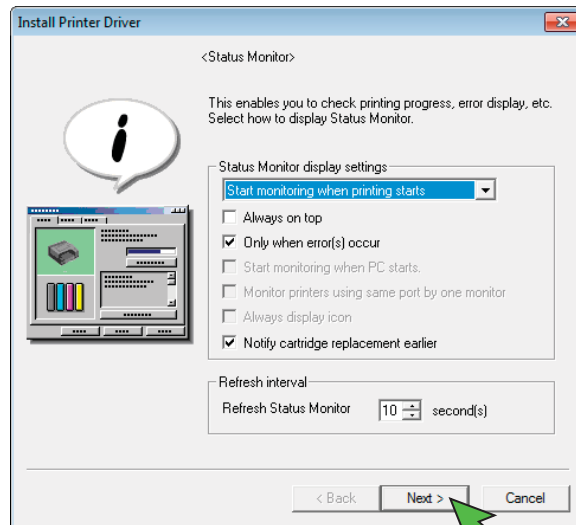 Install Printer Driver
<Status Monitor>
This enables you to check printing progress, error display, etc.
Select how to display Status Monitor.
Status Monitor display settings
Start monitoring when printing starts
Always on top
Only when error(s) occur
Start monitoring when PC starts.
Monitor printers using same port by one monitor
Always display icon
Notify cartridge replacement earlier
Refresh interval
Refresh Status Monitor 10 second(s)
< Back Next > Cancel